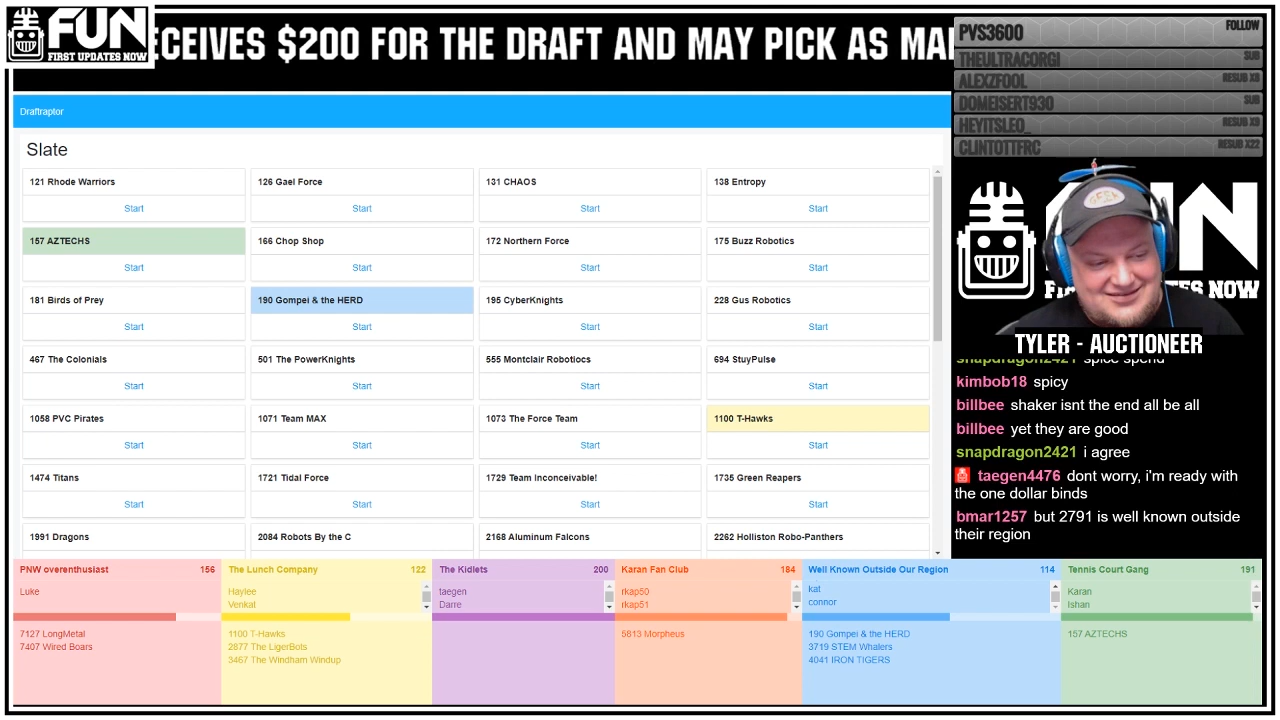 FUN
FIRST UPDATES NOW
ECEIVES $200 FOR THE DRAFT AND MAY PICK AS MA
Draftraptor
Slate
121 Rhode Warriors
126 Gael Force
131 CHAOS
138 Entropy
Start
Start
Start
Start
157 AZTECHS
166 Chop Shop
172 Northern Force
175 Buzz Robotics
Start
Start
Start
Start
181 Birds of Prey
190 Gompei & the HERD
195 CyberKnights
228 Gus Robotics
Start
Start
Start
Start
467 The Colonials
501 The PowerKnights
555 Montclair Robotiocs
694 StuyPulse
Start
Start
Start
Start
1058 PVC Pirates
1071 Team MAX
1073 The Force Team
1100 T-Hawks
Start
Start
Start
Start
1474 Titans
1721 Tidal Force
1729 Team Inconceivable!
1735 Green Reapers
Start
Start
Start
Start
1991 Dragons
2084 Robots By the C
2168 Aluminum Falcons
2262 Holliston Robo-Panthers
PNW overenthusiast 156
Luke
7127 LongMetal
7407 Wired Boars
The Lunch Company 122
Haylee
Venkat
1100 T-Hawks
2877 The LigerBots
3467 The Windham Windup
The Kidlets 200
taegen
Darre
Karan Fan Club 184
rkap50
rkap51
5813 Morpheus
Well Known Outside Our Region 114
kat
connor
190 Gompei & the HERD
3719 STEM Whalers
4041 IRON TIGERS
Tennis Court Gang 191
Karan
Ishan
157 AZTECHS
PVS3600 FOLLOW
THEULTRACORGI SUB
ALEXZFOOL RESUB X8
DOMEISERT930 SUB
HEYITSLEO_ RESUB X9
CLINTOTTFRC RESUB X22
GEEK
TYLER - AUCTIONEER
snapdragon2421 spice spend
kimbob18 spicy
billbee shaker isnt the end all be all
billbee yet they are good
snapdragon2421 i agree
taegen4476 dont worry, i'm ready with
the one dollar binds
bmar1257 but 2791 is well known outside
their region